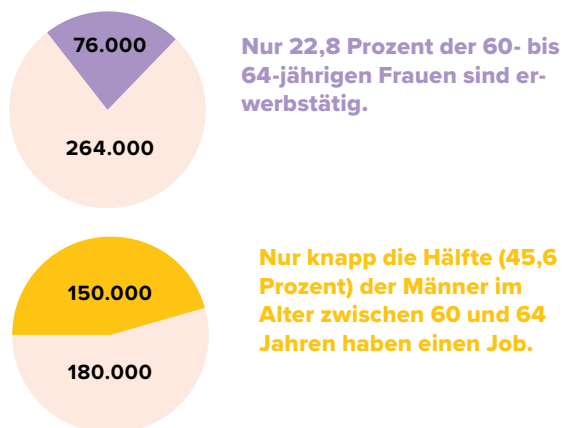 76.000
264.000
Nur 22,8 Prozent der 60- bis
64-jährigen Frauen sind er-
werbstätig.
150.000
180.000
Nur knapp die Hälfte (45,6
Prozent) der Männer im
Alter zwischen 60 und 64
Jahren haben einen Job.